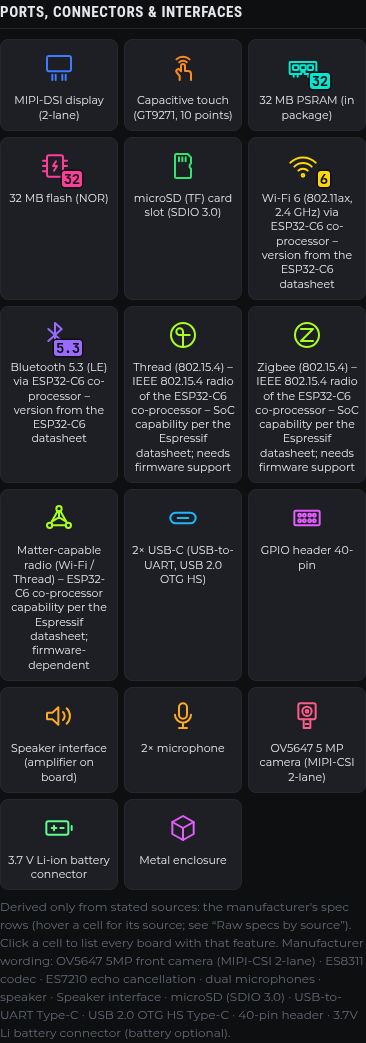 PORTS, CONNECTORS & INTERFACES
MIPI-DSI display
(2-lane)
Capacitive touch
(GT9271, 10 points)
32
32 MB PSRAM (in
package)
32
32 MB flash (NOR)
microSD (TF) card
slot (SDIO 3.0)
6
Wi-Fi 6 (802.11ax,
2.4 GHz) via
ESP32-C6 co-
processor –
version from the
ESP32-C6
datasheet
5.3
Bluetooth 5.3 (LE)
via ESP32-C6 co-
processor –
version from the
ESP32-C6
datasheet
Thread (802.15.4) –
IEEE 802.15.4 radio
of the ESP32-C6
co-processor – SoC
capability per the
Espressif
datasheet; needs
firmware support
Zigbee (802.15.4) –
IEEE 802.15.4 radio
of the ESP32-C6
co-processor – SoC
capability per the
Espressif
datasheet; needs
firmware support
Matter-capable
radio (Wi-Fi /
Thread) – ESP32-
C6 co-processor
capability per the
Espressif
datasheet;
firmware-
dependent
2× USB-C (USB-to-
UART, USB 2.0
OTG HS)
GPIO header 40-
pin
Speaker interface
(amplifier on
board)
2× microphone
OV5647 5 MP
camera (MIPI-CSI
2-lane)
3.7 V Li-ion battery
connector
Metal enclosure
Derived only from stated sources: the manufacturer's spec
rows (hover a cell for its source; see “Raw specs by source”).
Click a cell to list every board with that feature. Manufacturer
wording: OV5647 5MP front camera (MIPI-CSI 2-lane) · ES8311
codec · ES7210 echo cancellation · dual microphones ·
speaker · Speaker interface · microSD (SDIO 3.0) · USB-to-
UART Type-C · USB 2.0 OTG HS Type-C · 40-pin header · 3.7V
Li battery connector (battery optional).